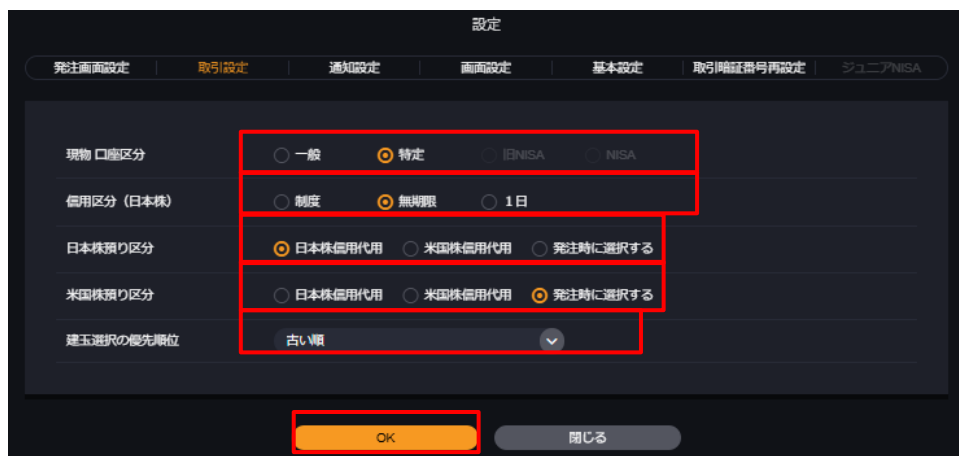 設定
発注画面設定 取引設定 通知設定 画面設定 基本設定 取引暗証番号再設定 ジュニアNISA
現物 口座区分 一般 特定 旧NISA NISA
信用区分（日本株） 制度 無期限 1日
日本株預り区分 日本株信用代用 米国株信用代用 発注時に選択する
米国株預り区分 日本株信用代用 米国株信用代用 発注時に選択する
建玉選択の優先順位 古い順
OK 閉じる